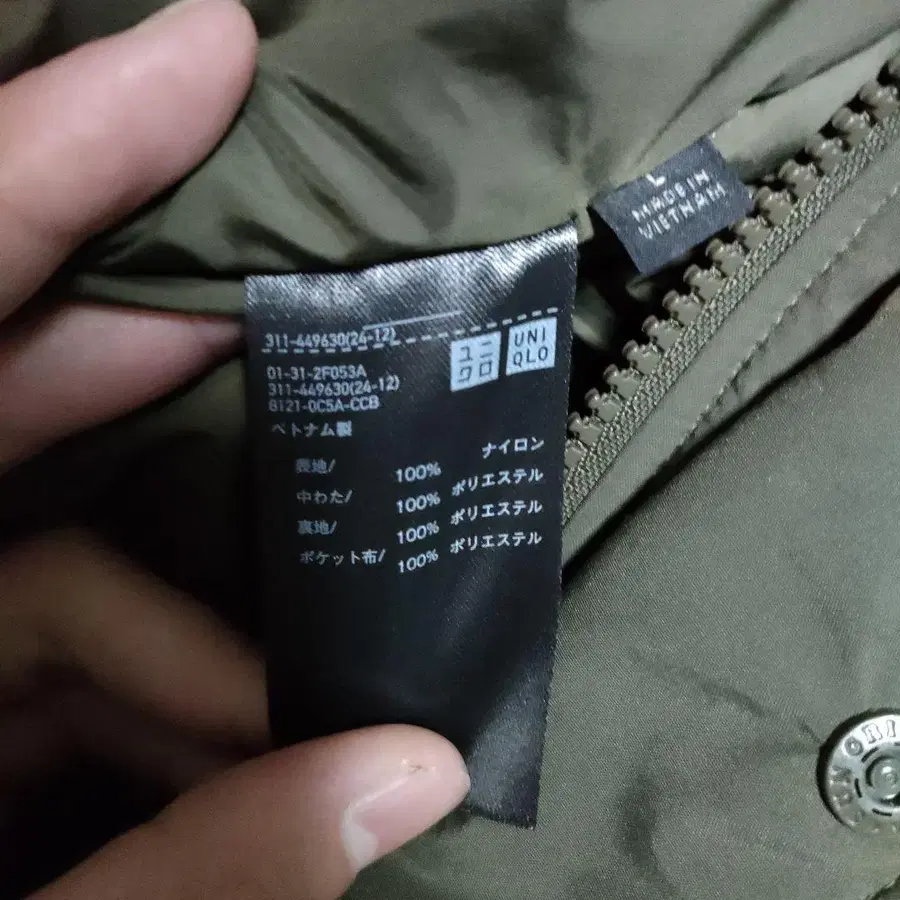 L
MADE IN
VIETNAM
311-449630(24-12)
ユニ
クロ
UNI
QLO
01-31-2F053A
311-449630(24-12)
8121-0C5A-CCB
ベトナム製
表地/ 100% ナイロン
中わた/ 100% ポリエステル
裏地/ 100% ポリエステル
ポケット布/ 100% ポリエステル